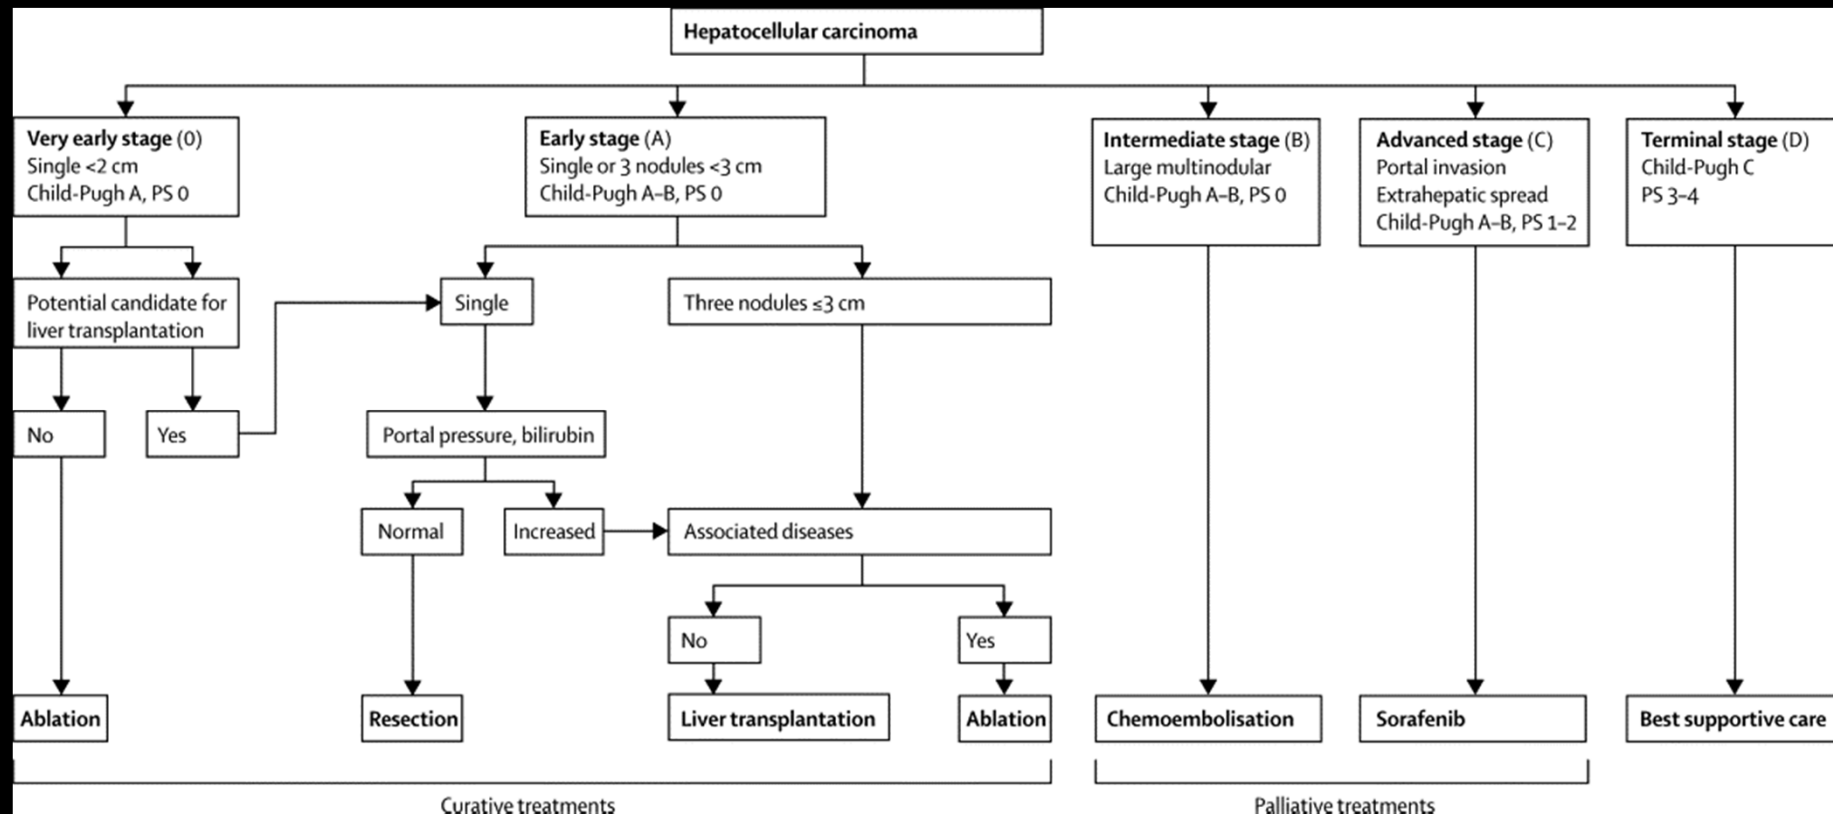 Hepatocellular carcinoma
Very early stage (0)
Single <2 cm
Child-Pugh A, PS 0
Early stage (A)
Single or 3 nodules <3 cm
Child-Pugh A–B, PS 0
Intermediate stage (B)
Large multinodular
Child-Pugh A–B, PS 0
Advanced stage (C)
Portal invasion
Extrahepatic spread
Child-Pugh A–B, PS 1–2
Terminal stage (D)
Child-Pugh C
PS 3–4
Potential candidate for
liver transplantation
Single
Three nodules ≤3 cm
No
Yes
Portal pressure, bilirubin
Normal
Increased
Associated diseases
No
Yes
Ablation
Resection
Liver transplantation
Ablation
Chemoembolisation
Sorafenib
Best supportive care
Curative treatments
Palliative treatments